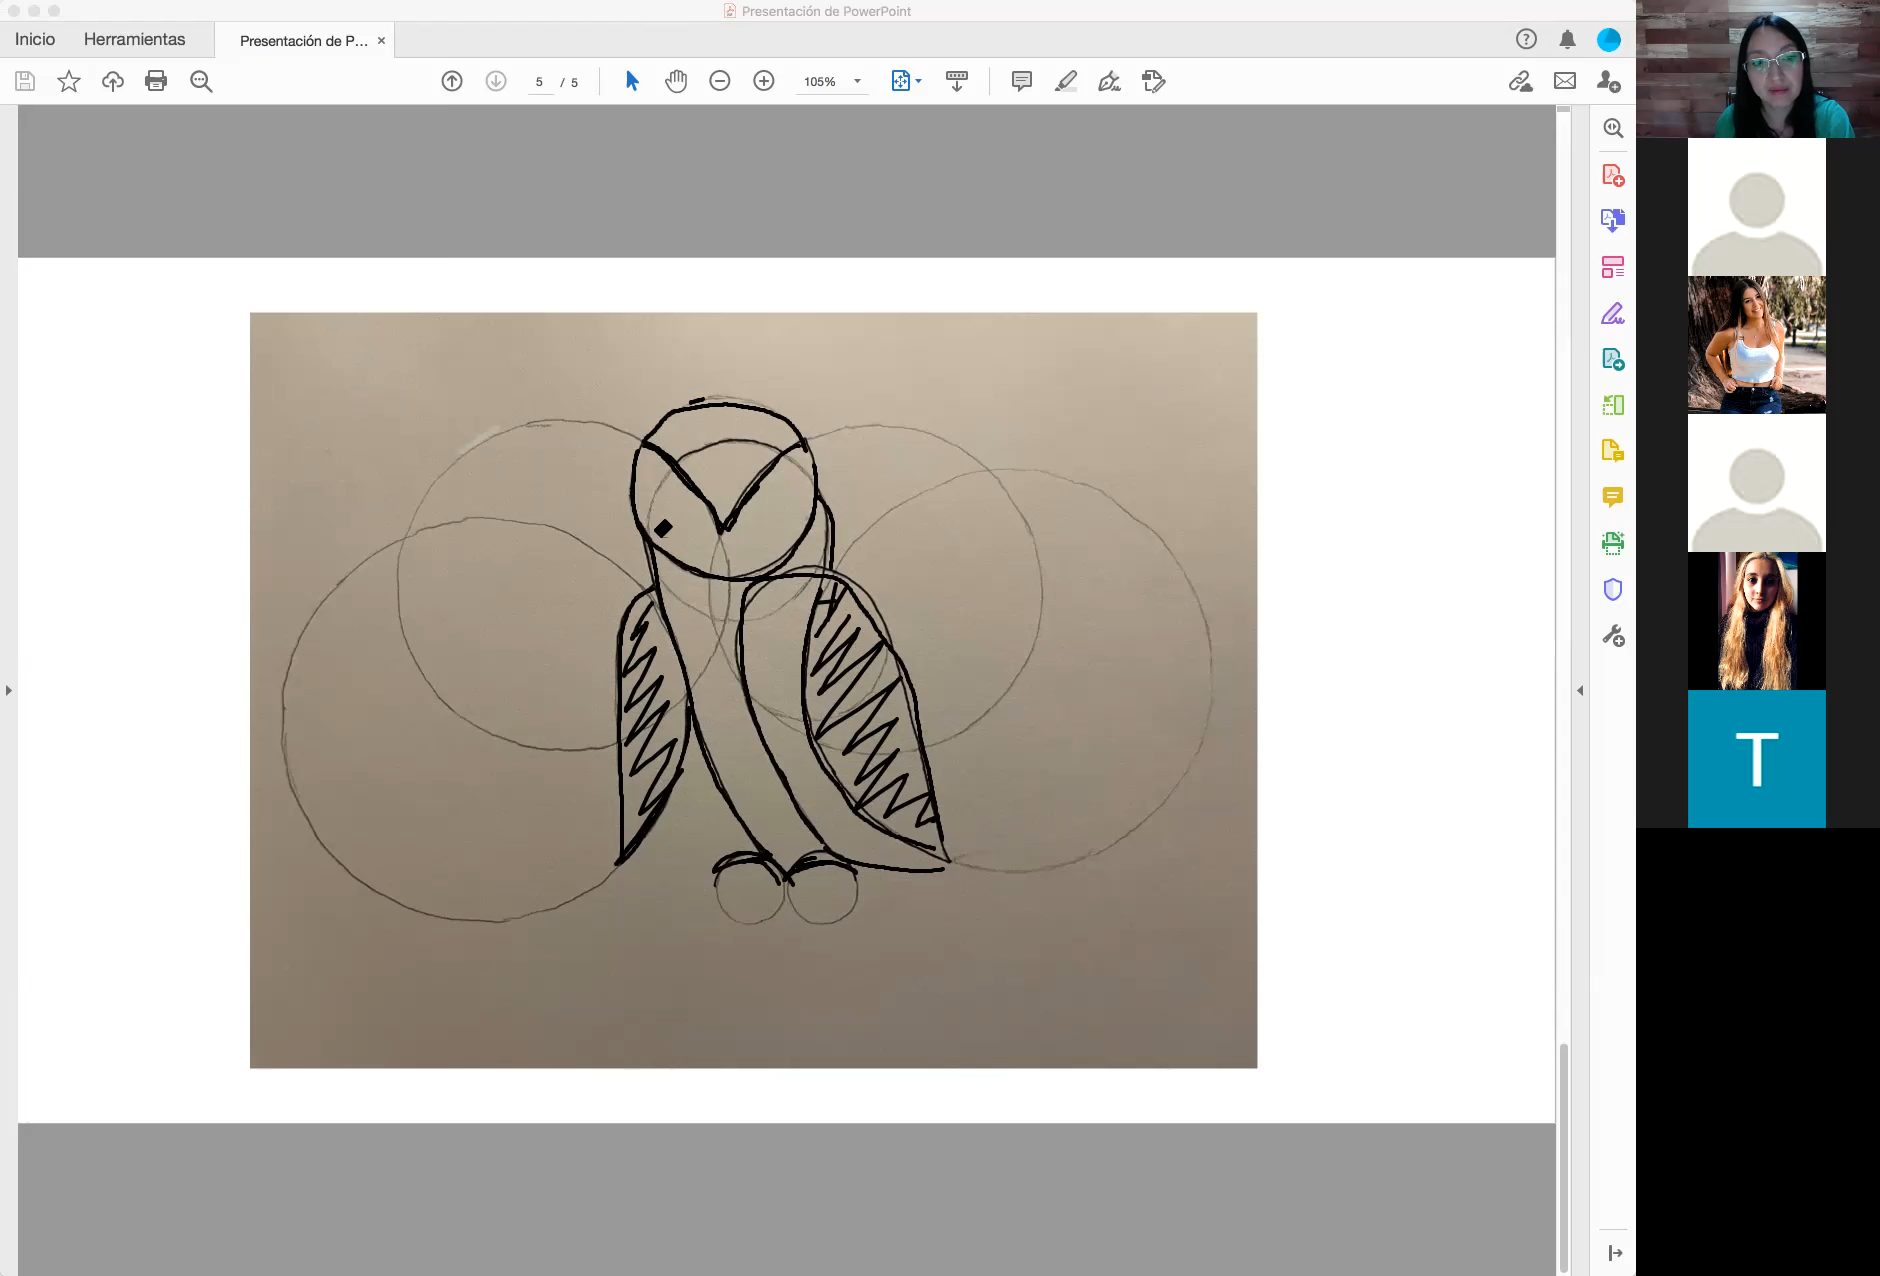 Presentación de PowerPoint
Inicio Herramientas Presentación de P... ×
5 / 5 105%
T